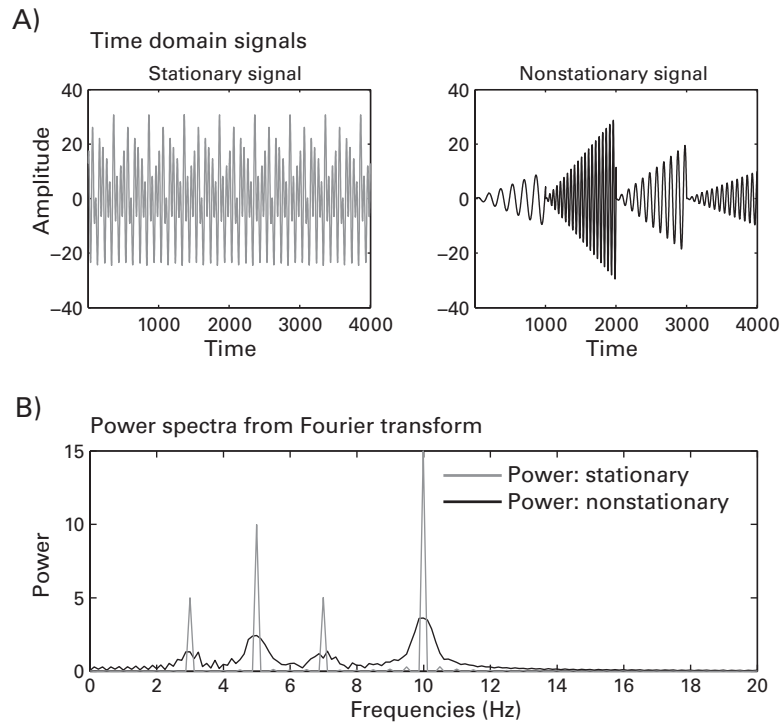 A)
Time domain signals
Stationary signal
Nonstationary signal
Amplitude
40
20
0
−20
−40
1000 2000 3000 4000
Time
40
20
0
−20
−40
1000 2000 3000 4000
Time
B)
Power spectra from Fourier transform
Power
15
10
5
0
Power: stationary
Power: nonstationary
0 2 4 6 8 10 12 14 16 18 20
Frequencies (Hz)